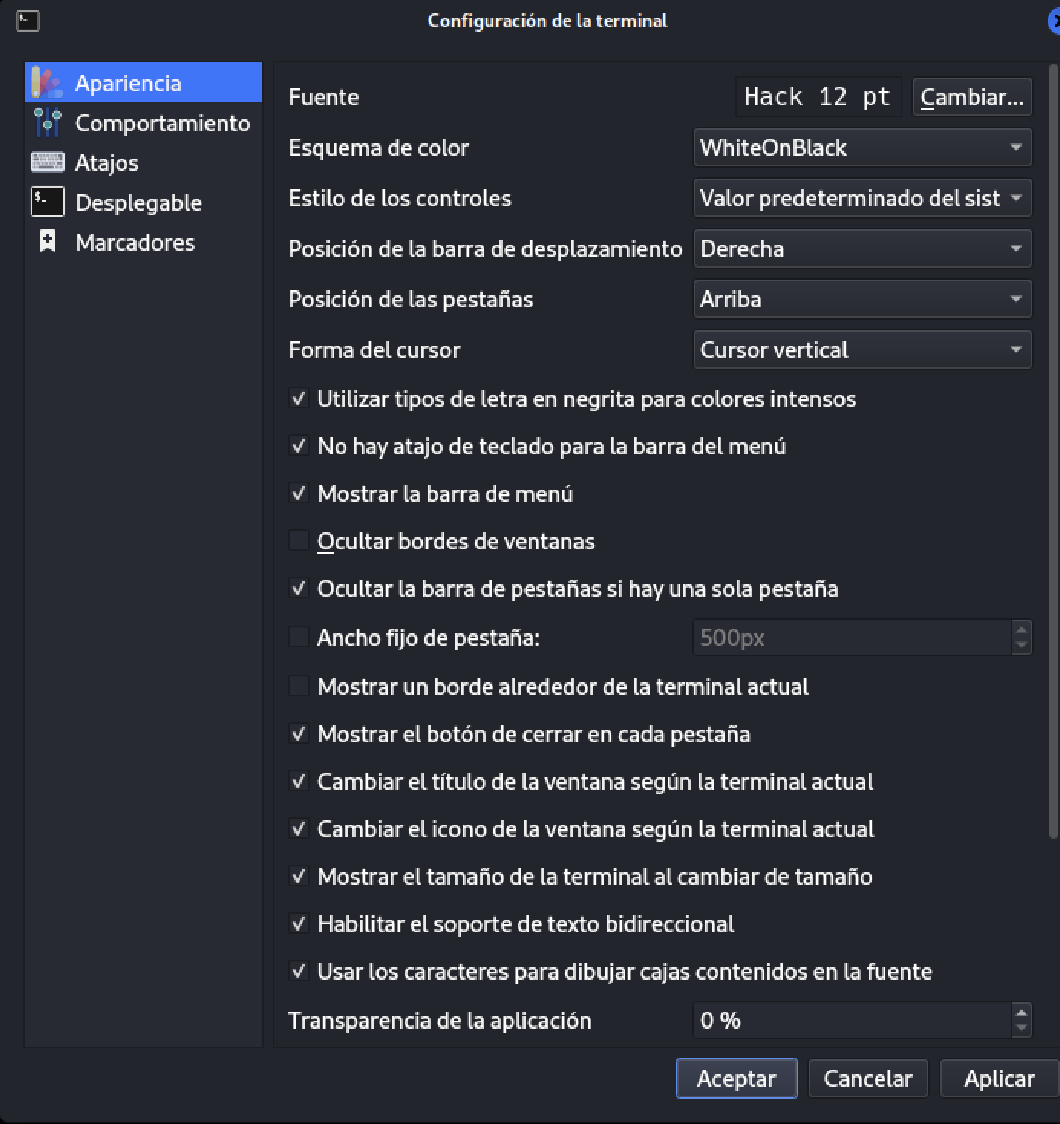 Configuración de la terminal
Apariencia
Comportamiento
Atajos
Desplegable
Marcadores
Fuente Hack 12 pt Cambiar...
Esquema de color WhiteOnBlack
Estilo de los controles Valor predeterminado del sist
Posición de la barra de desplazamiento Derecha
Posición de las pestañas Arriba
Forma del cursor Cursor vertical
Utilizar tipos de letra en negrita para colores intensos
No hay atajo de teclado para la barra del menú
Mostrar la barra de menú
Ocultar bordes de ventanas
Ocultar la barra de pestañas si hay una sola pestaña
Ancho fijo de pestaña: 500px
Mostrar un borde alrededor de la terminal actual
Mostrar el botón de cerrar en cada pestaña
Cambiar el título de la ventana según la terminal actual
Cambiar el icono de la ventana según la terminal actual
Mostrar el tamaño de la terminal al cambiar de tamaño
Habilitar el soporte de texto bidireccional
Usar los caracteres para dibujar cajas contenidos en la fuente
Transparencia de la aplicación 0 %
Aceptar Cancelar Aplicar